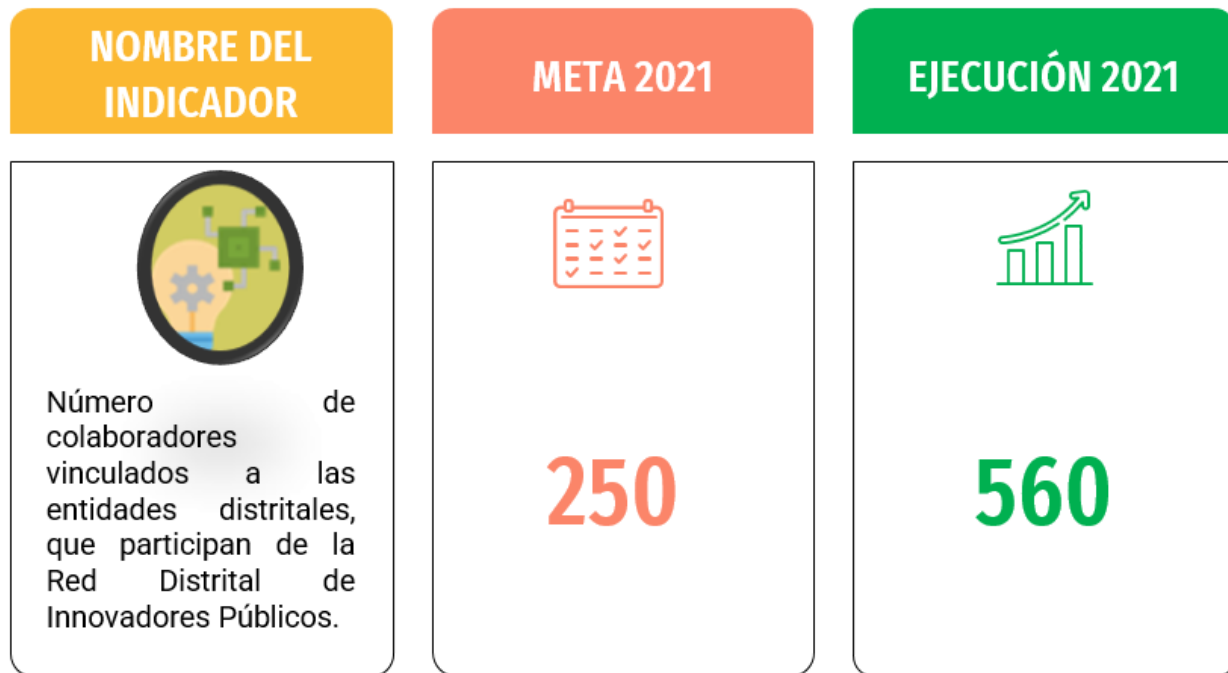 NOMBRE DEL
INDICADOR
META 2021
EJECUCIÓN 2021
Número de
colaboradores
vinculados a las
entidades distritales,
que participan de la
Red Distrital de
Innovadores Públicos.
250
560